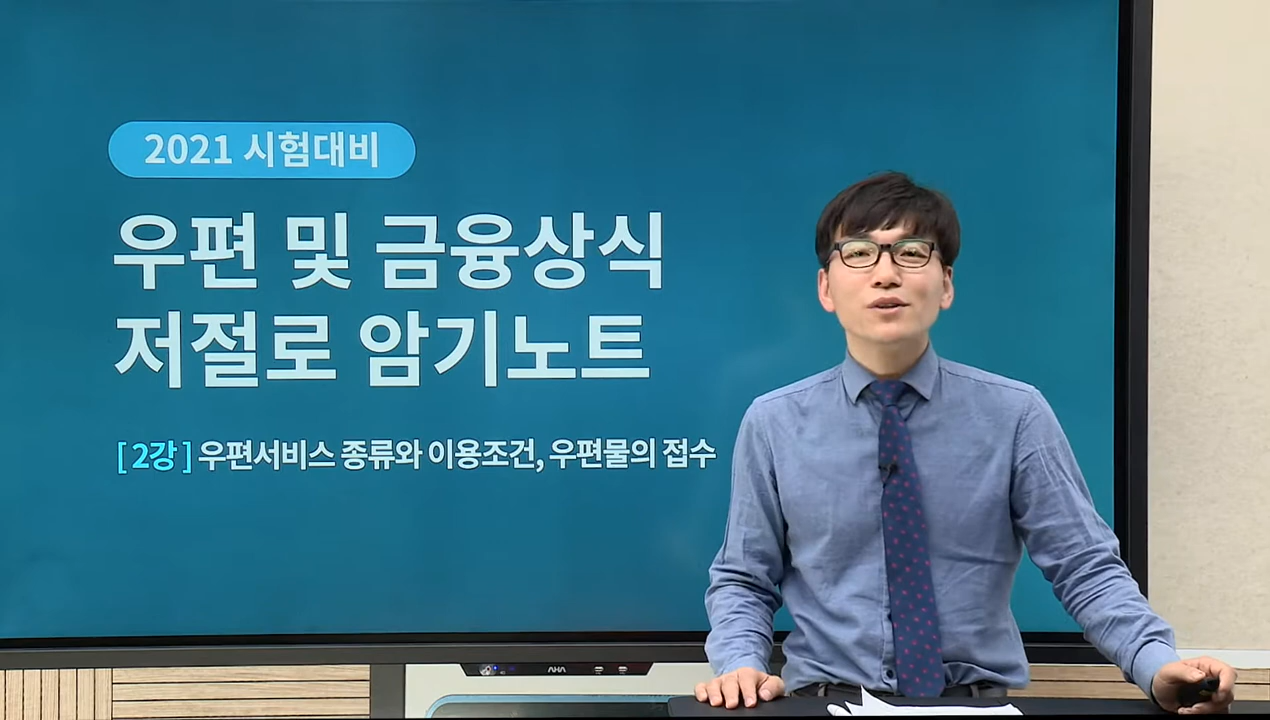 2021 시험대비
우편 및 금융상식
저절로 암기노트
[2강] 우편서비스 종류와 이용조건, 우편물의 접수
AHA